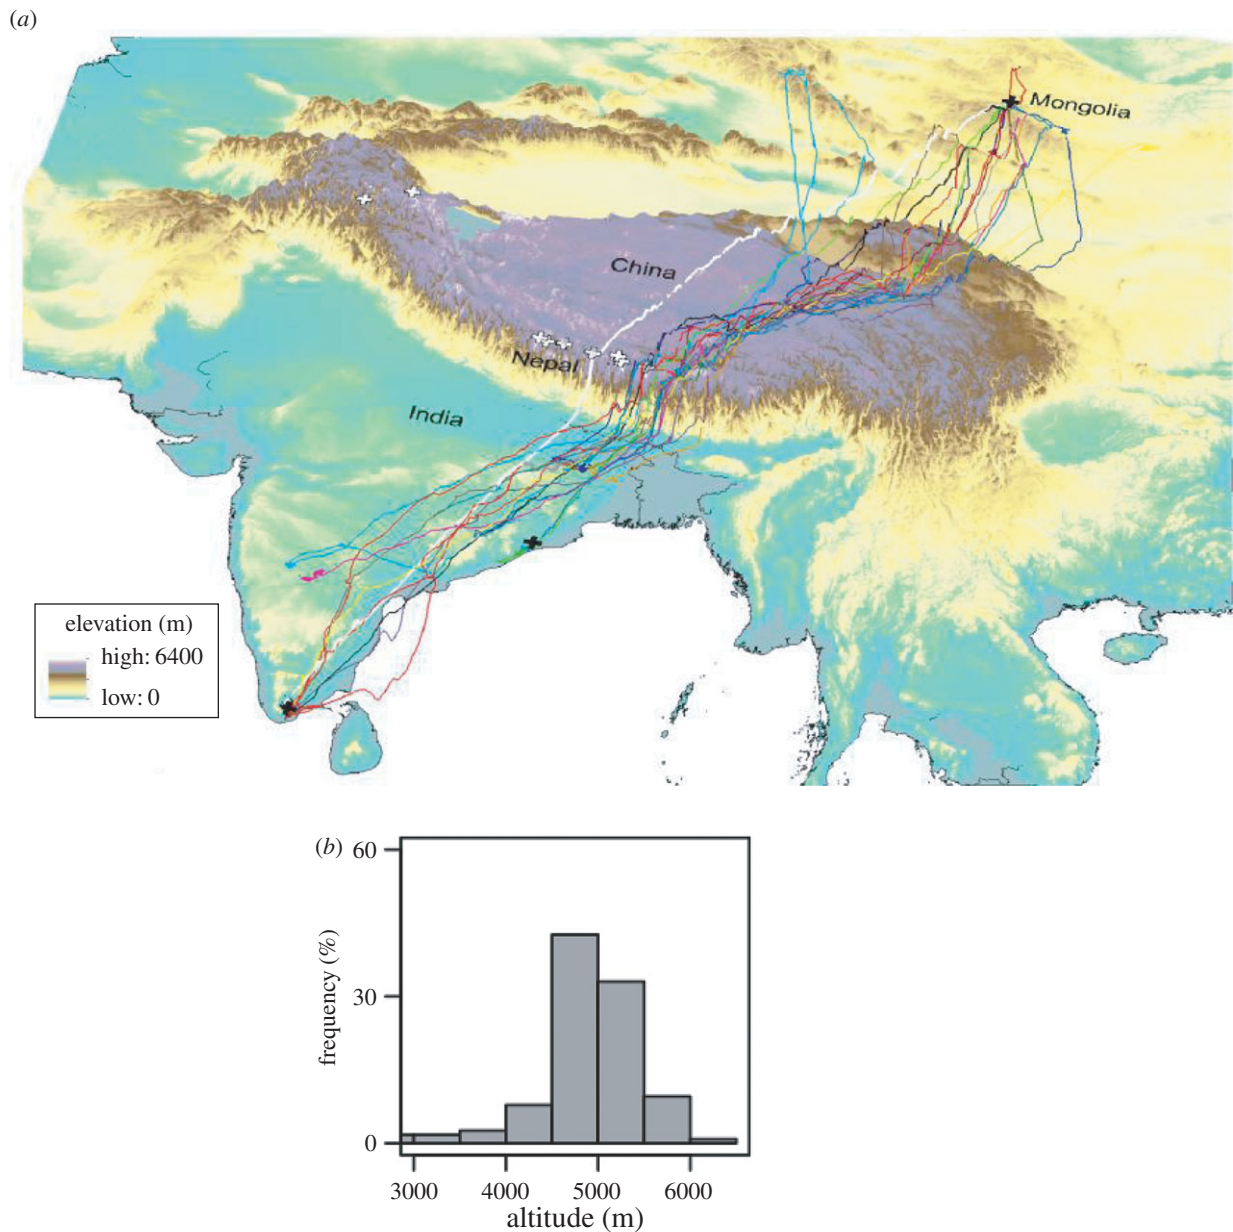 (a)
Mongolia
China
Nepal
India
elevation (m)
high: 6400
low: 0
(b)
60
30
0
frequency (%)
3000 4000 5000 6000
altitude (m)